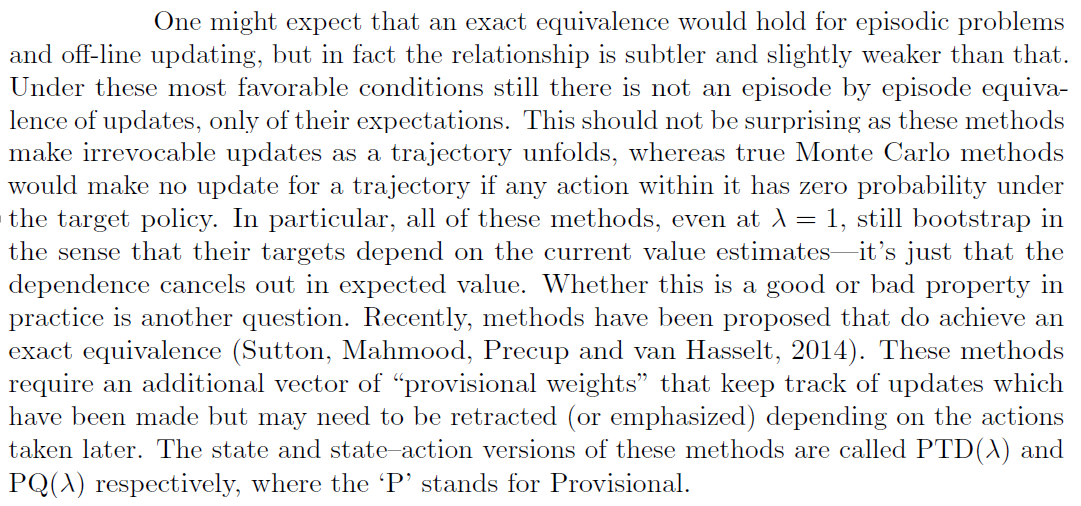 One might expect that an exact equivalence would hold for episodic problems
and off-line updating, but in fact the relationship is subtler and slightly weaker than that.
Under these most favorable conditions still there is not an episode by episode equiva-
lence of updates, only of their expectations. This should not be surprising as these methods
make irrevocable updates as a trajectory unfolds, whereas true Monte Carlo methods
would make no update for a trajectory if any action within it has zero probability under
the target policy. In particular, all of these methods, even at λ = 1, still bootstrap in
the sense that their targets depend on the current value estimates—it's just that the
dependence cancels out in expected value. Whether this is a good or bad property in
practice is another question. Recently, methods have been proposed that do achieve an
exact equivalence (Sutton, Mahmood, Precup and van Hasselt, 2014). These methods
require an additional vector of “provisional weights” that keep track of updates which
have been made but may need to be retracted (or emphasized) depending on the actions
taken later. The state and state–action versions of these methods are called PTD(λ) and
PQ(λ) respectively, where the ‘P’ stands for Provisional.